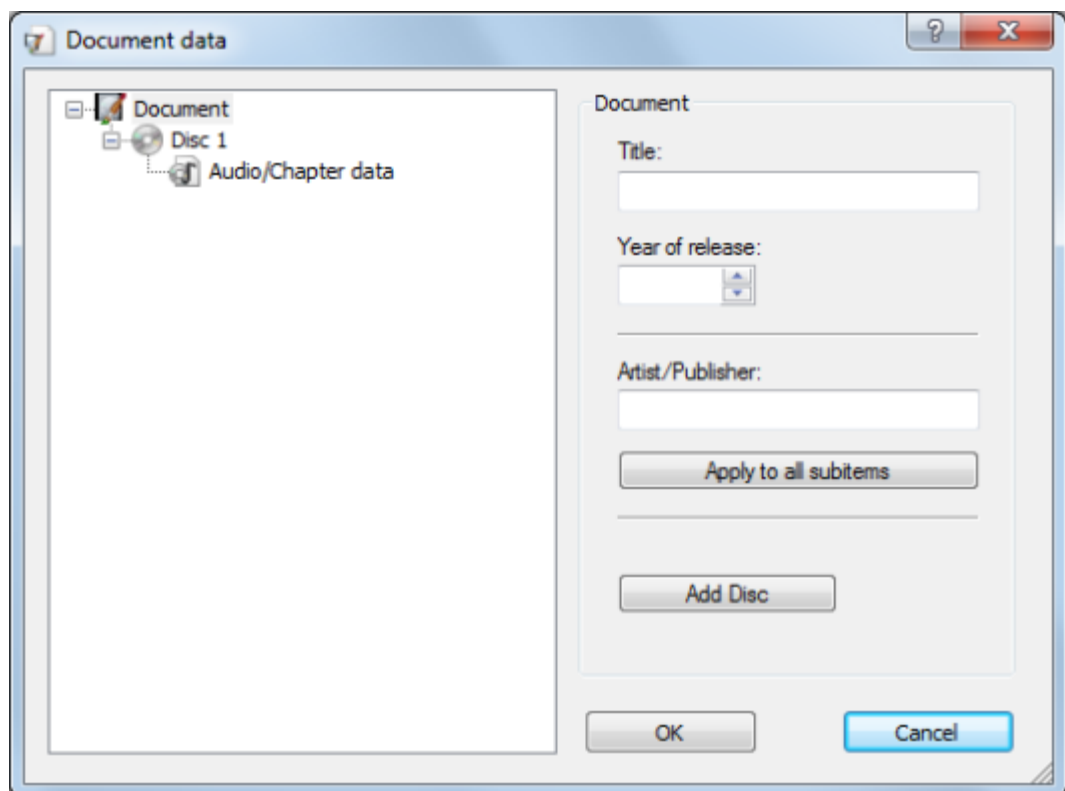 Document data
Document
Disc 1
Audio/Chapter data
Document
Title:
Year of release:
Artist/Publisher:
Apply to all subitems
Add Disc
OK
Cancel